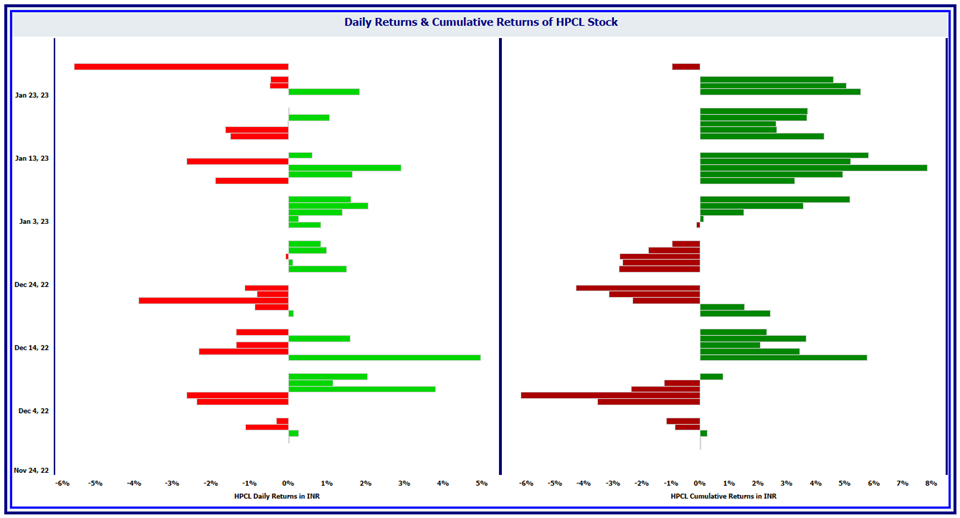 Daily Returns & Cumulative Returns of HPCL Stock
Jan 23, 23
Jan 13, 23
Jan 3, 23
Dec 24, 22
Dec 14, 22
Dec 4, 22
Nov 24, 22
-6% -5% -4% -3% -2% -1% 0% 1% 2% 3% 4% 5%
HPCL Daily Returns in INR
-6% -5% -4% -3% -2% -1% 0% 1% 2% 3% 4% 5% 6% 7% 8%
HPCL Cumulative Returns in INR